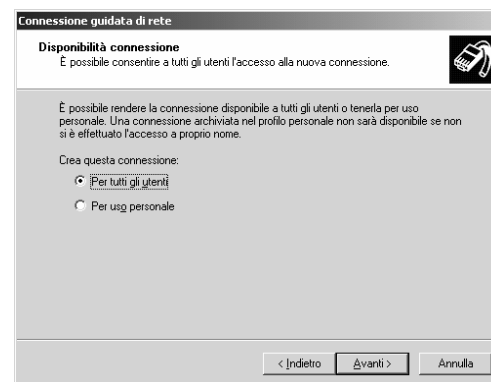 Connessione guidata di rete
Disponibilità connessione
È possibile consentire a tutti gli utenti l'accesso alla nuova connessione.
È possibile rendere la connessione disponibile a tutti gli utenti o tenerla per uso
personale. Una connessione archiviata nel profilo personale non sarà disponibile se non
si è effettuato l'accesso a proprio nome.
Crea questa connessione:
Per tutti gli utenti
Per uso personale
< Indietro Avanti > Annulla